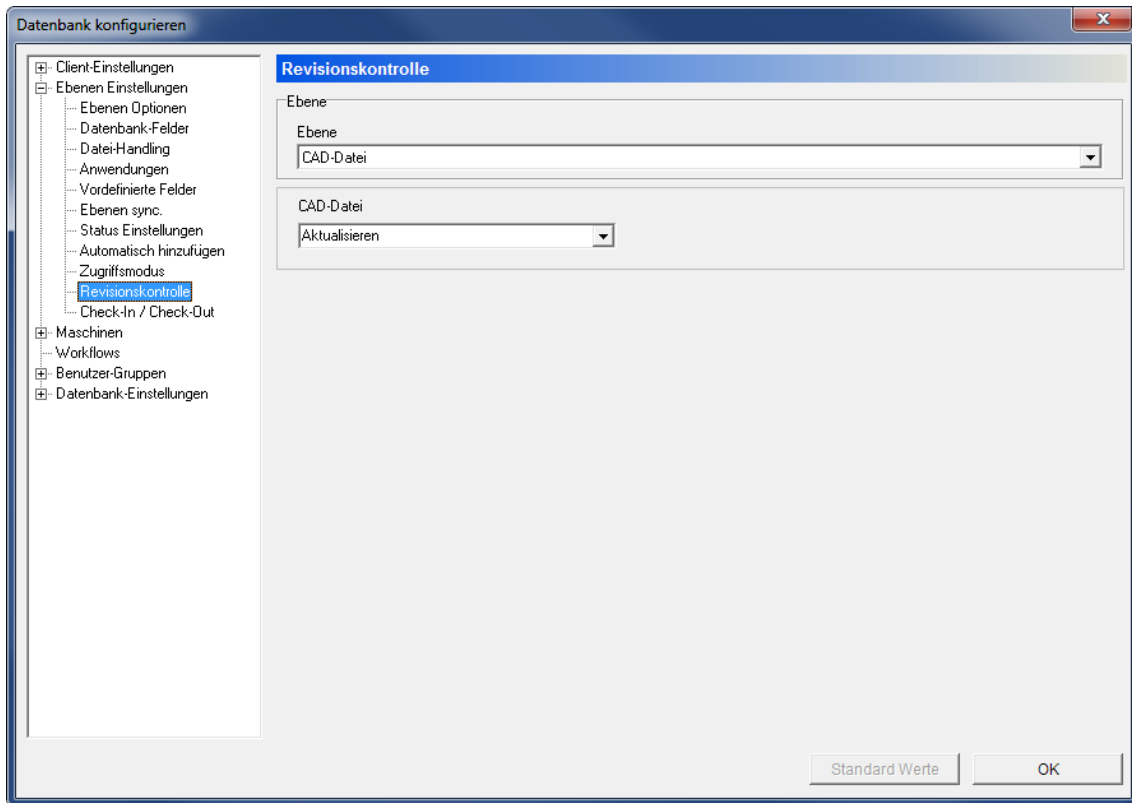 Datenbank konfigurieren
Client-Einstellungen
Ebenen Einstellungen
Ebenen Optionen
Datenbank-Felder
Datei-Handling
Anwendungen
Vordefinierte Felder
Ebenen sync.
Status Einstellungen
Automatisch hinzufügen
Zugriffsmodus
Revisionskontrolle
Check-In / Check-Out
Maschinen
Workflows
Benutzer-Gruppen
Datenbank-Einstellungen
Revisionskontrolle
Ebene
Ebene
CAD-Datei
CAD-Datei
Aktualisieren
Standard Werte
OK